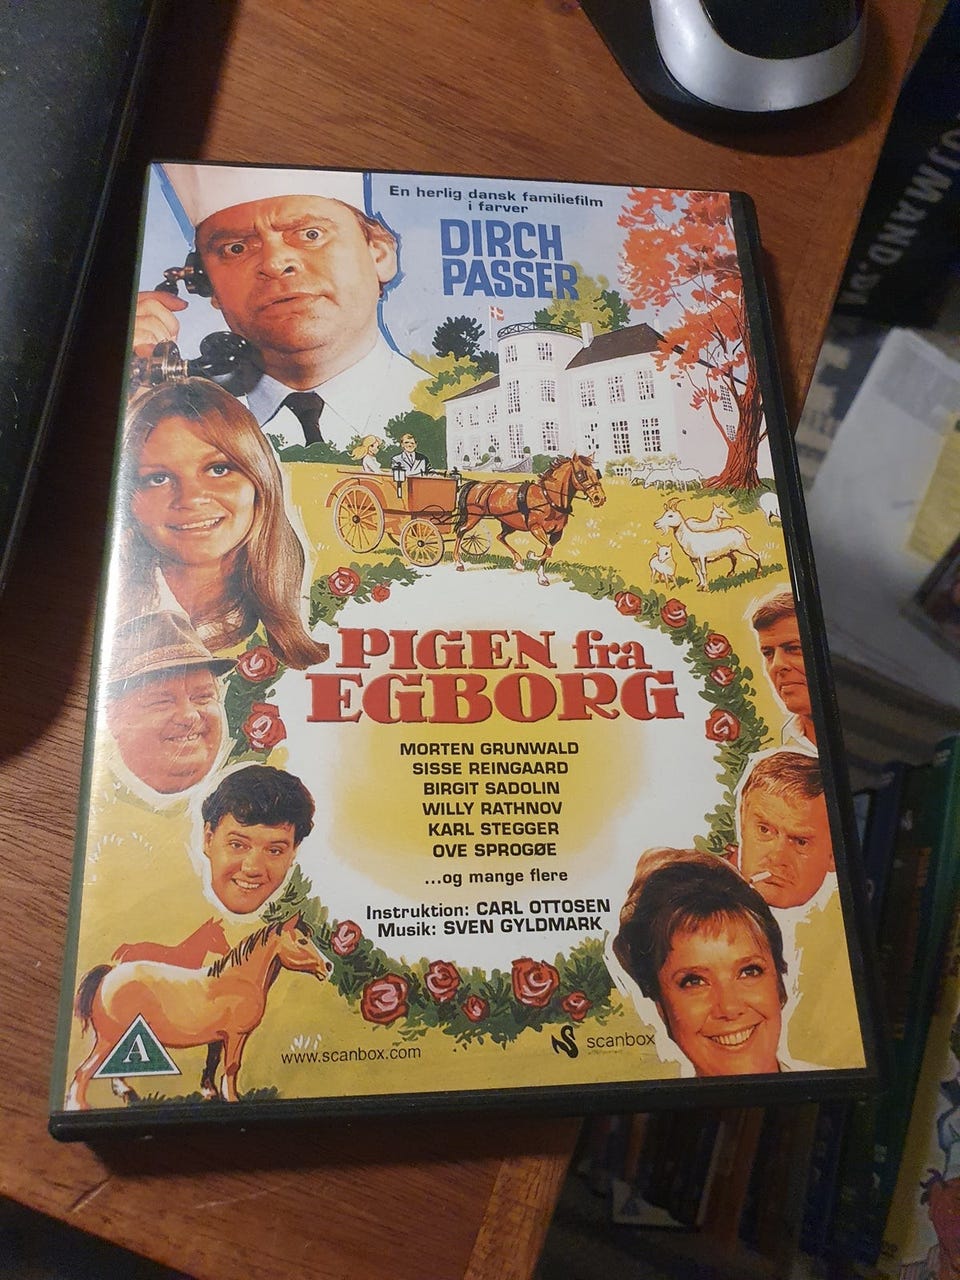 En herlig dansk familiefilm
i farver
DIRCH
PASSER
PIGEN fra
EGBORG
MORTEN GRUNWALD
SISSE REINGAARD
BIRGIT SADOLIN
WILLY RATHNOV
KARL STEGGER
OVE SPROGØE
...og mange flere
Instruktion: CARL OTTOSEN
Musik: SVEN GYLDMARK
A
www.scanbox.com
scanbox